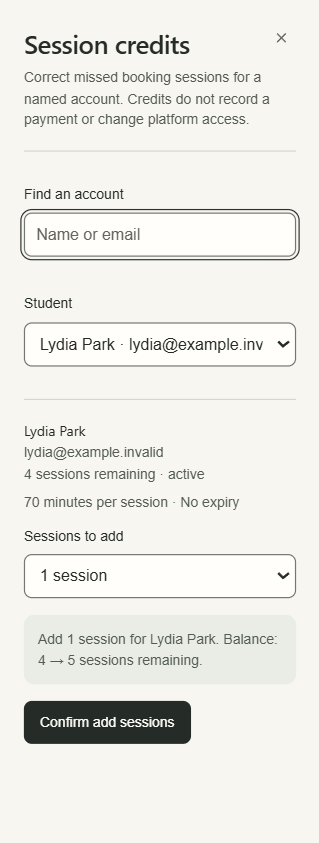 Session credits
×
Correct missed booking sessions for a
named account. Credits do not record a
payment or change platform access.
Find an account
Name or email
Student
Lydia Park · lydia@example.inv
Lydia Park
lydia@example.invalid
4 sessions remaining · active
70 minutes per session · No expiry
Sessions to add
1 session
Add 1 session for Lydia Park. Balance:
4 → 5 sessions remaining.
Confirm add sessions